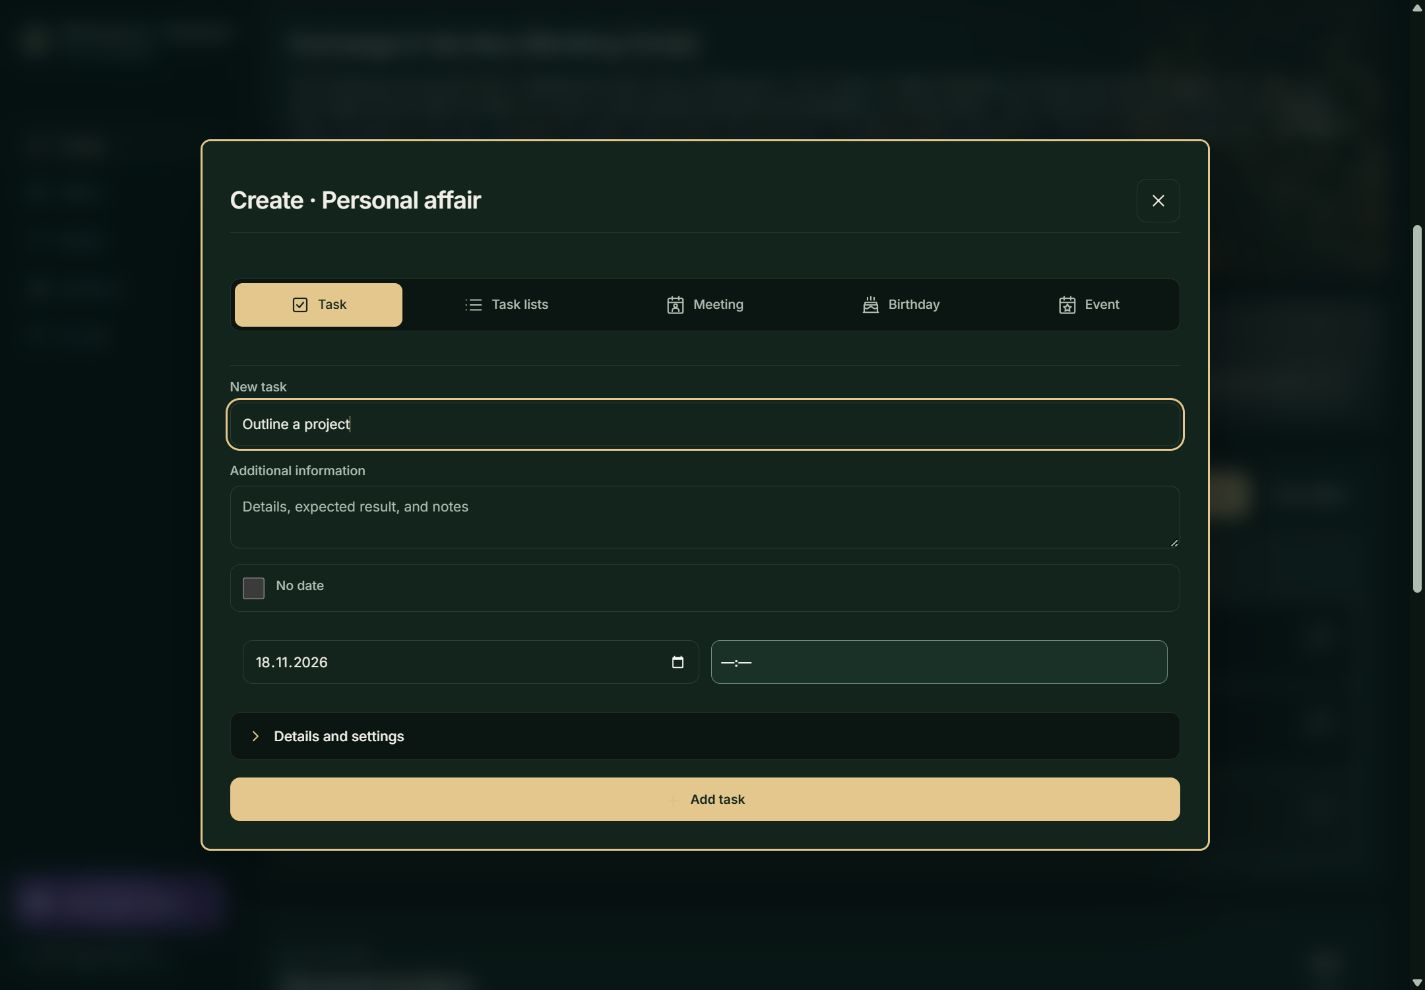 Create · Personal affair
Task
Task lists
Meeting
Birthday
Event
New task
Outline a project
Additional information
Details, expected result, and notes
No date
18.11.2026
—:—
Details and settings
Add task